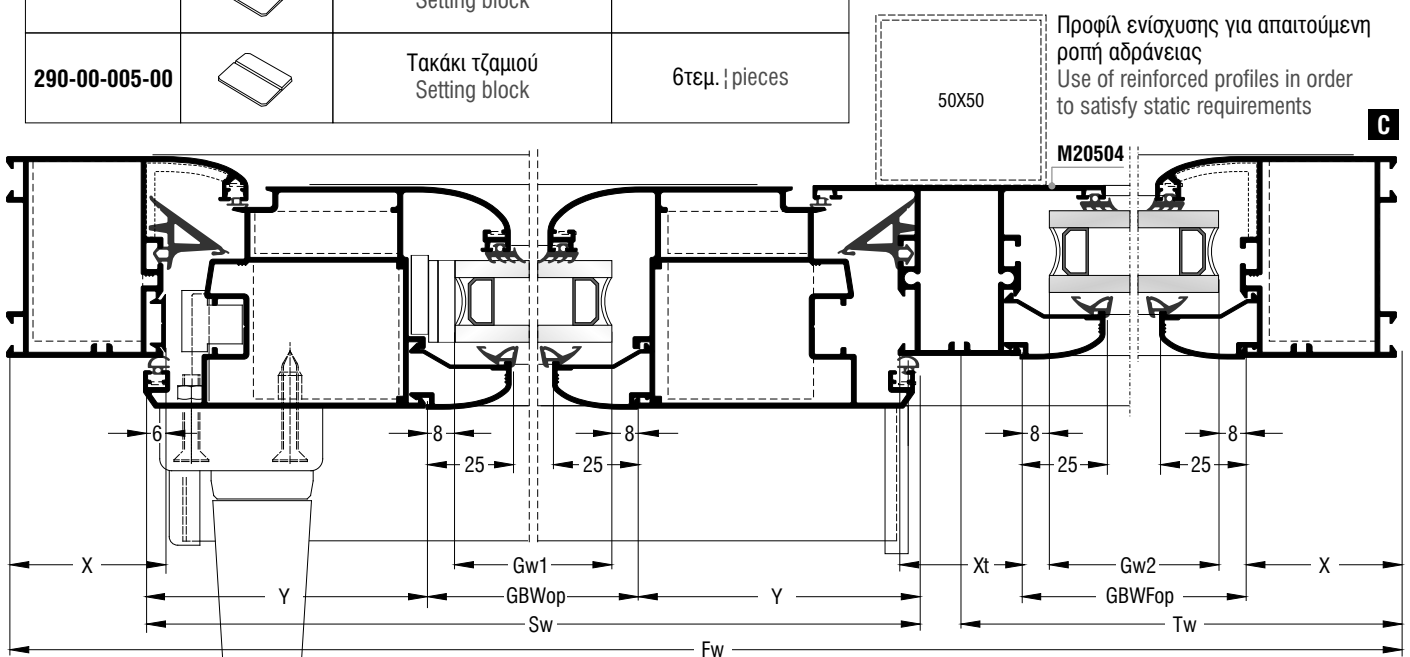 Setting block
290-00-005-00
Τακάκι τζαμιού
Setting block
6τεμ. ¦ pieces
50X50
Προφίλ ενίσχυσης για απαιτούμενη
ροπή αδράνειας
Use of reinforced profiles in order
to satisfy static requirements
C
M20504
6
8
8
8
8
25
25
25
25
X
Gw1
Xt
Gw2
X
Y
GBWop
Y
GBWFop
Sw
Tw
Fw